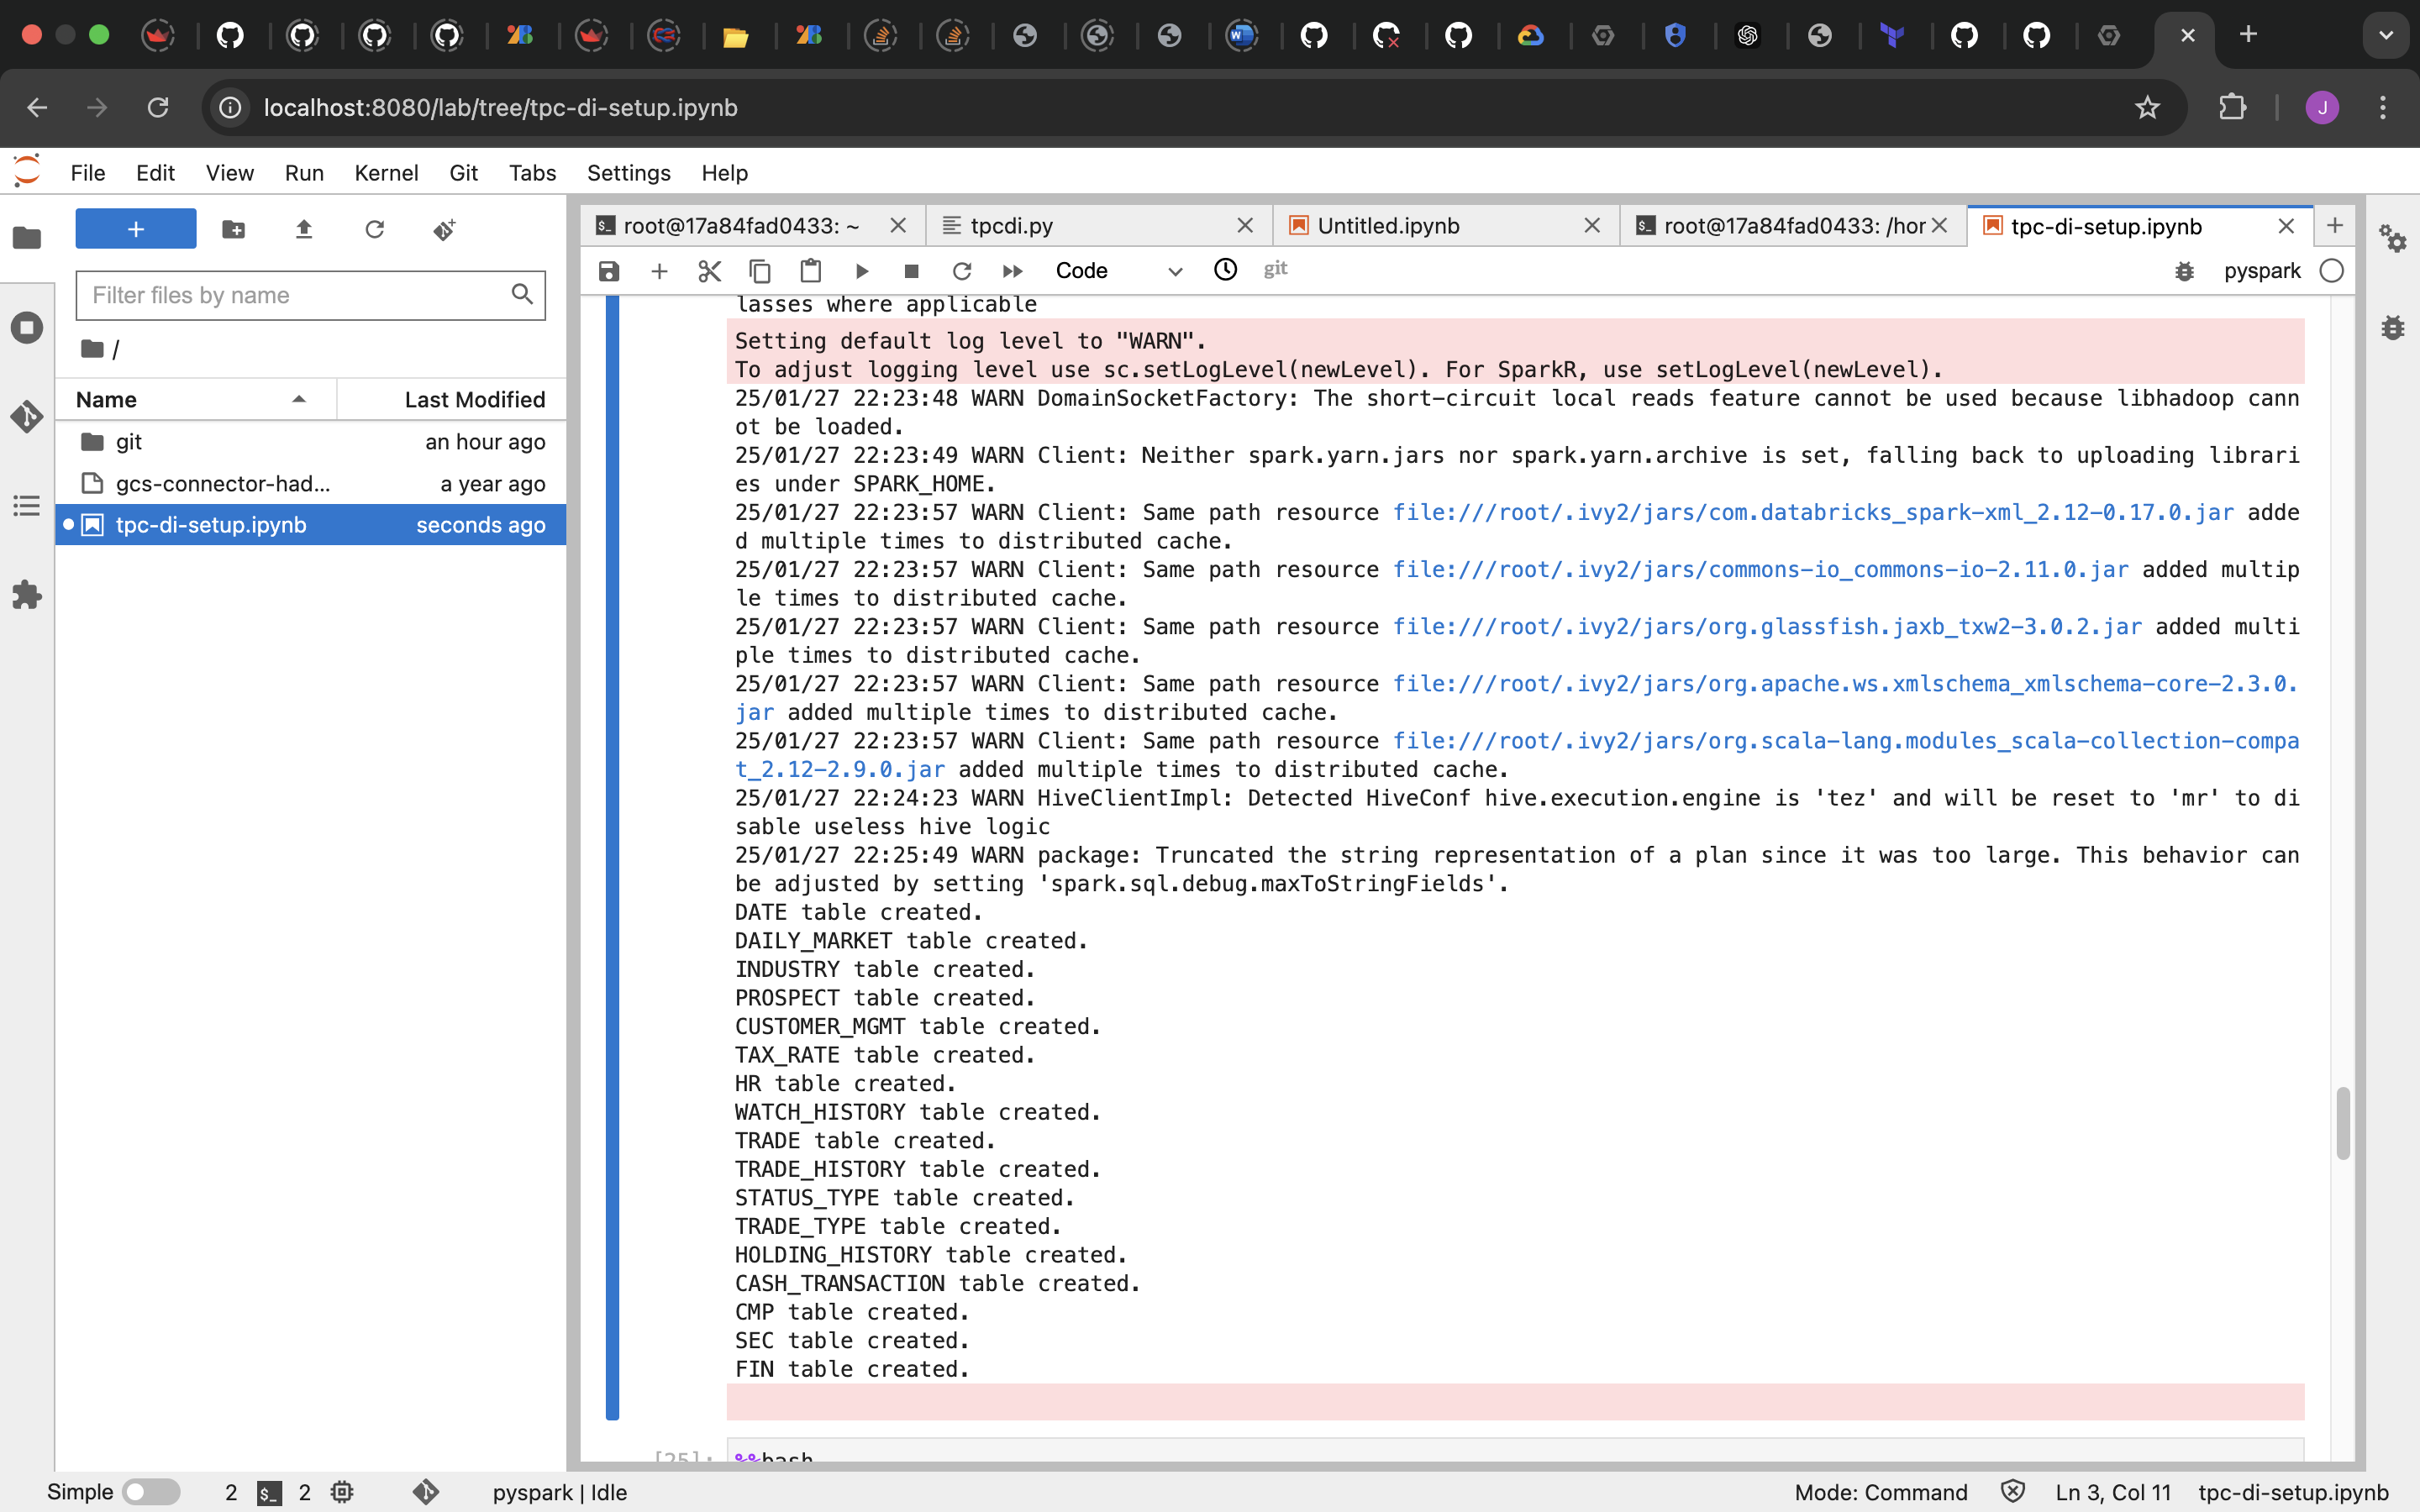 localhost:8080/lab/tree/tpc-di-setup.ipynb
J
File Edit View Run Kernel Git Tabs Settings Help
root@17a84fad0433: ~
tpcdi.py
Untitled.ipynb
root@17a84fad0433: /hor
tpc-di-setup.ipynb
Code
git
pyspark
Filter files by name
/
Name Last Modified
git an hour ago
gcs-connector-had... a year ago
tpc-di-setup.ipynb seconds ago
lasses where applicable
Setting default log level to "WARN".
To adjust logging level use sc.setLogLevel(newLevel). For SparkR, use setLogLevel(newLevel).
25/01/27 22:23:48 WARN DomainSocketFactory: The short-circuit local reads feature cannot be used because libhadoop cann
ot be loaded.
25/01/27 22:23:49 WARN Client: Neither spark.yarn.jars nor spark.yarn.archive is set, falling back to uploading librari
es under SPARK_HOME.
25/01/27 22:23:57 WARN Client: Same path resource file:///root/.ivy2/jars/com.databricks_spark-xml_2.12-0.17.0.jar adde
d multiple times to distributed cache.
25/01/27 22:23:57 WARN Client: Same path resource file:///root/.ivy2/jars/commons-io_commons-io-2.11.0.jar added multip
le times to distributed cache.
25/01/27 22:23:57 WARN Client: Same path resource file:///root/.ivy2/jars/org.glassfish.jaxb_txw2-3.0.2.jar added multi
ple times to distributed cache.
25/01/27 22:23:57 WARN Client: Same path resource file:///root/.ivy2/jars/org.apache.ws.xmlschema_xmlschema-core-2.3.0.
jar added multiple times to distributed cache.
25/01/27 22:23:57 WARN Client: Same path resource file:///root/.ivy2/jars/org.scala-lang.modules_scala-collection-compa
t_2.12-2.9.0.jar added multiple times to distributed cache.
25/01/27 22:24:23 WARN HiveClientImpl: Detected HiveConf hive.execution.engine is 'tez' and will be reset to 'mr' to di
sable useless hive logic
25/01/27 22:25:49 WARN package: Truncated the string representation of a plan since it was too large. This behavior can
be adjusted by setting 'spark.sql.debug.maxToStringFields'.
DATE table created.
DAILY_MARKET table created.
INDUSTRY table created.
PROSPECT table created.
CUSTOMER_MGMT table created.
TAX_RATE table created.
HR table created.
WATCH_HISTORY table created.
TRADE table created.
TRADE_HISTORY table created.
STATUS_TYPE table created.
TRADE_TYPE table created.
HOLDING_HISTORY table created.
CASH_TRANSACTION table created.
CMP table created.
SEC table created.
FIN table created.
[25]: %%bash
Simple 2 2 pyspark | Idle Mode: Command Ln 3, Col 11 tpc-di-setup.ipynb